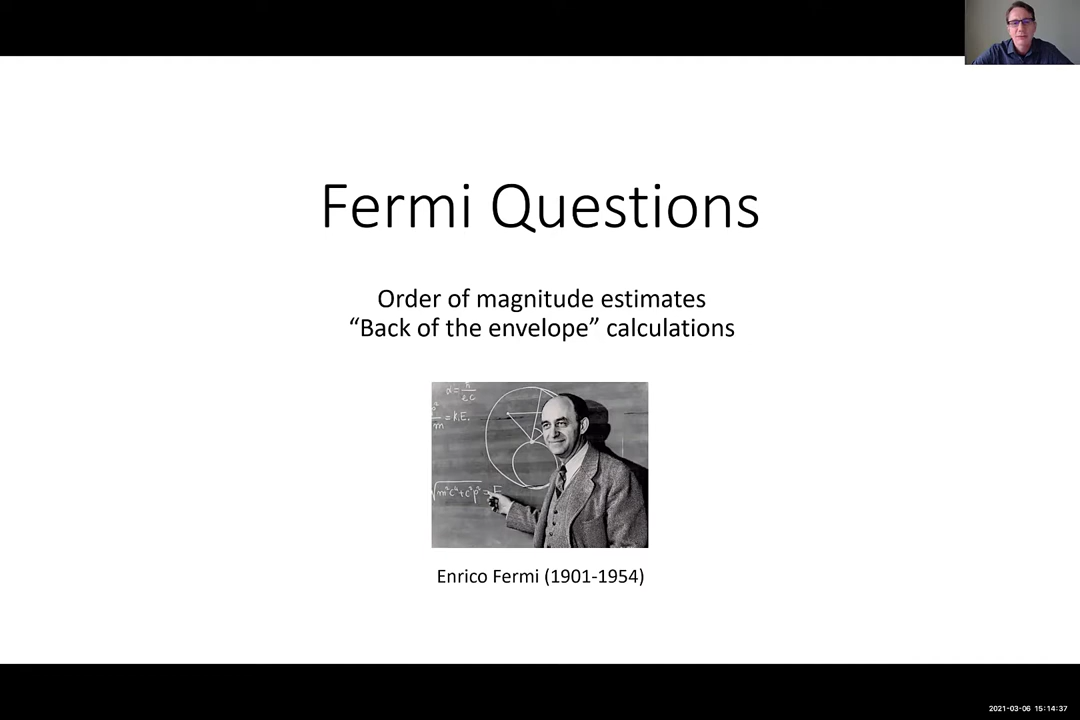 Fermi Questions
Order of magnitude estimates
“Back of the envelope” calculations
= K.E.
Enrico Fermi (1901-1954)
2021-03-06 15:14:37